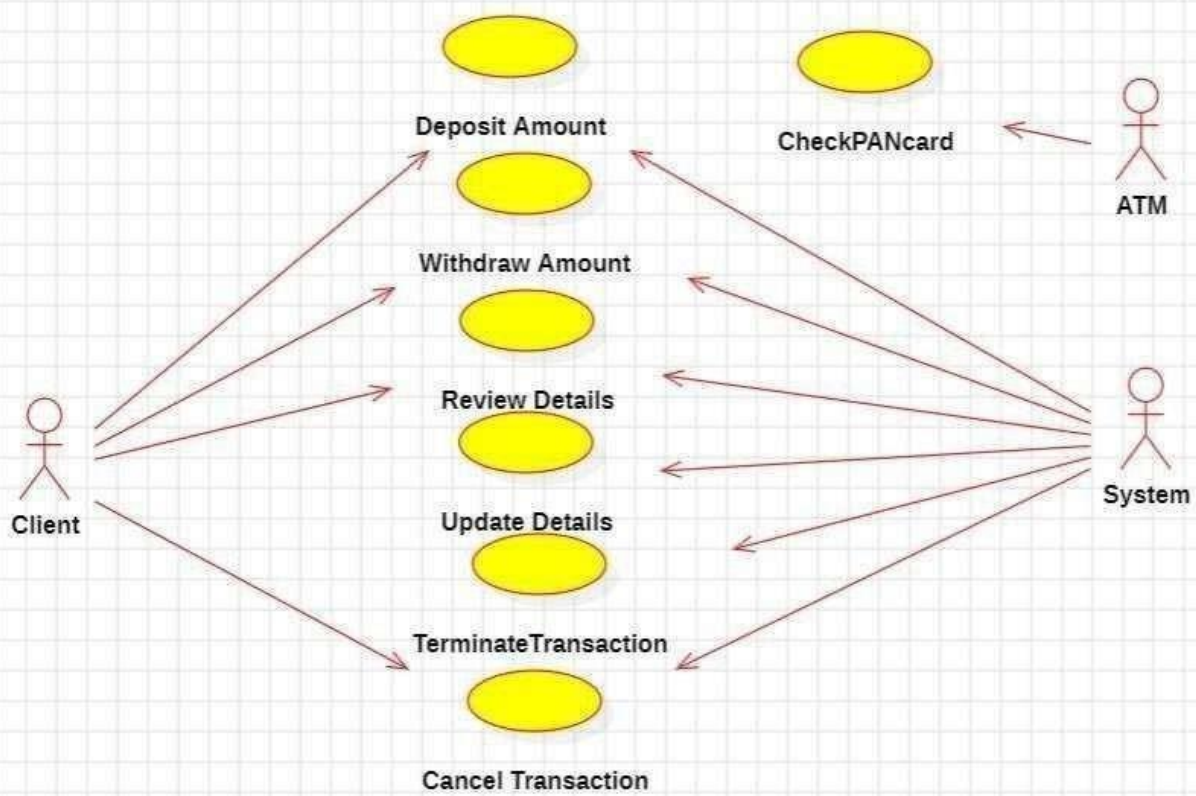 Deposit Amount
CheckPANcard
ATM
Withdraw Amount
Review Details
Client
System
Update Details
TerminateTransaction
Cancel Transaction